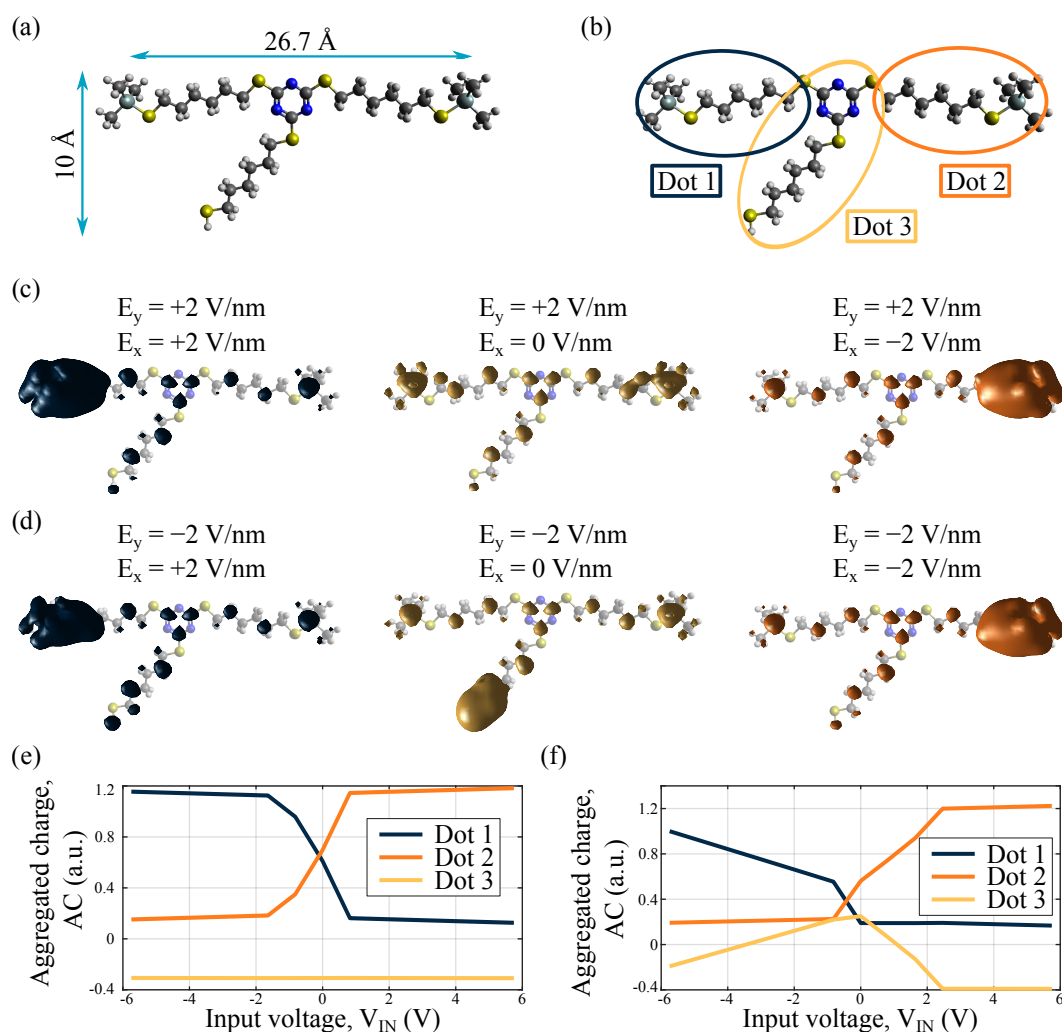 (a)
26.7 Å
10 Å
(b)
Dot 1
Dot 2
Dot 3
(c)
E_y = +2 V/nm
E_x = +2 V/nm
E_y = +2 V/nm
E_x = 0 V/nm
E_y = +2 V/nm
E_x = −2 V/nm
(d)
E_y = −2 V/nm
E_x = +2 V/nm
E_y = −2 V/nm
E_x = 0 V/nm
E_y = −2 V/nm
E_x = −2 V/nm
(e)
Aggregated charge,
AC (a.u.)
1.2
0.8
0.4
0
-0.4
-6 -4 -2 0 2 4 6
Input voltage, V_IN (V)
Dot 1
Dot 2
Dot 3
(f)
Aggregated charge,
AC (a.u.)
1.2
0.8
0.4
0
-0.4
-6 -4 -2 0 2 4 6
Input voltage, V_IN (V)
Dot 1
Dot 2
Dot 3